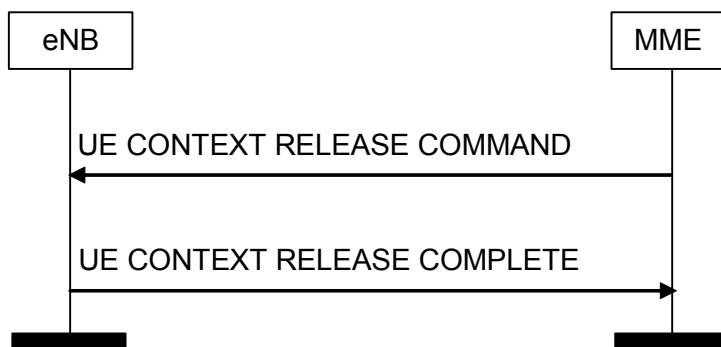 eNB
MME
UE CONTEXT RELEASE COMMAND
UE CONTEXT RELEASE COMPLETE